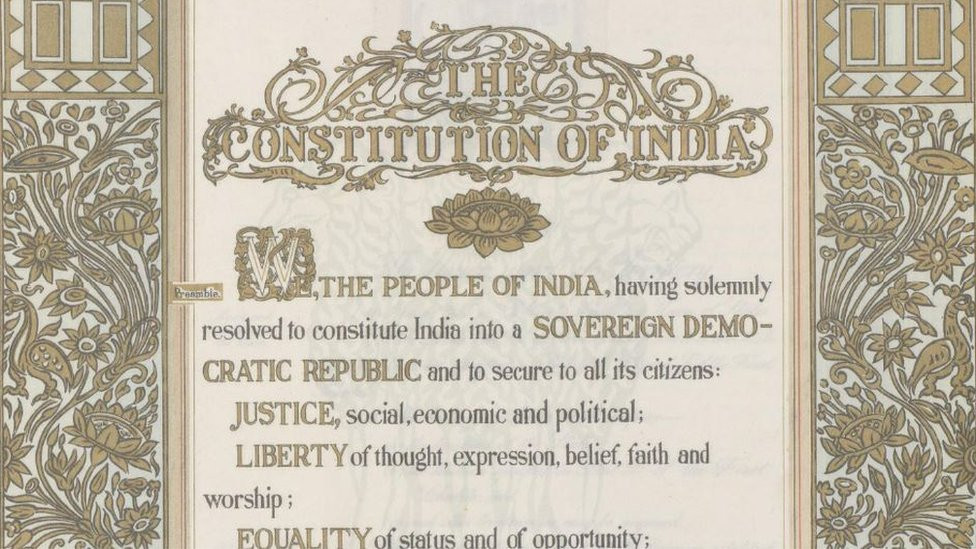 THE
CONSTITUTION OF INDIA
Preamble.
WE, THE PEOPLE OF INDIA, having solemnly
resolved to constitute India into a SOVEREIGN DEMO-
CRATIC REPUBLIC and to secure to all its citizens:
JUSTICE, social, economic and political;
LIBERTY of thought, expression, belief, faith and
worship;
EQUALITY of status and of opportunity;